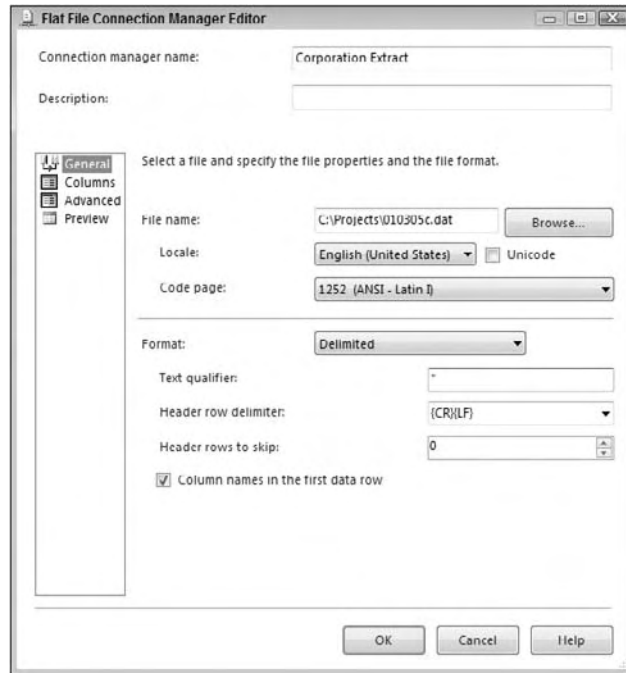 Flat File Connection Manager Editor
Connection manager name: Corporation Extract
Description:
General
Columns
Advanced
Preview
Select a file and specify the file properties and the file format.
File name: C:\Projects\010305c.dat Browse...
Locale: English (United States) Unicode
Code page: 1252 (ANSI - Latin I)
Format: Delimited
Text qualifier: "
Header row delimiter: {CR}{LF}
Header rows to skip: 0
Column names in the first data row
OK Cancel Help